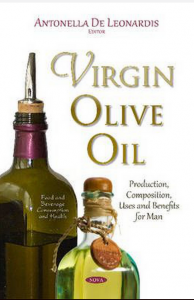 ANTONELLA DE LEONARDIS
EDITOR
VIRGIN
OLIVE
OIL
Production,
Composition,
Uses and Benefits
for Man
Food and
Beverage
Consumption
and Health
NOVA